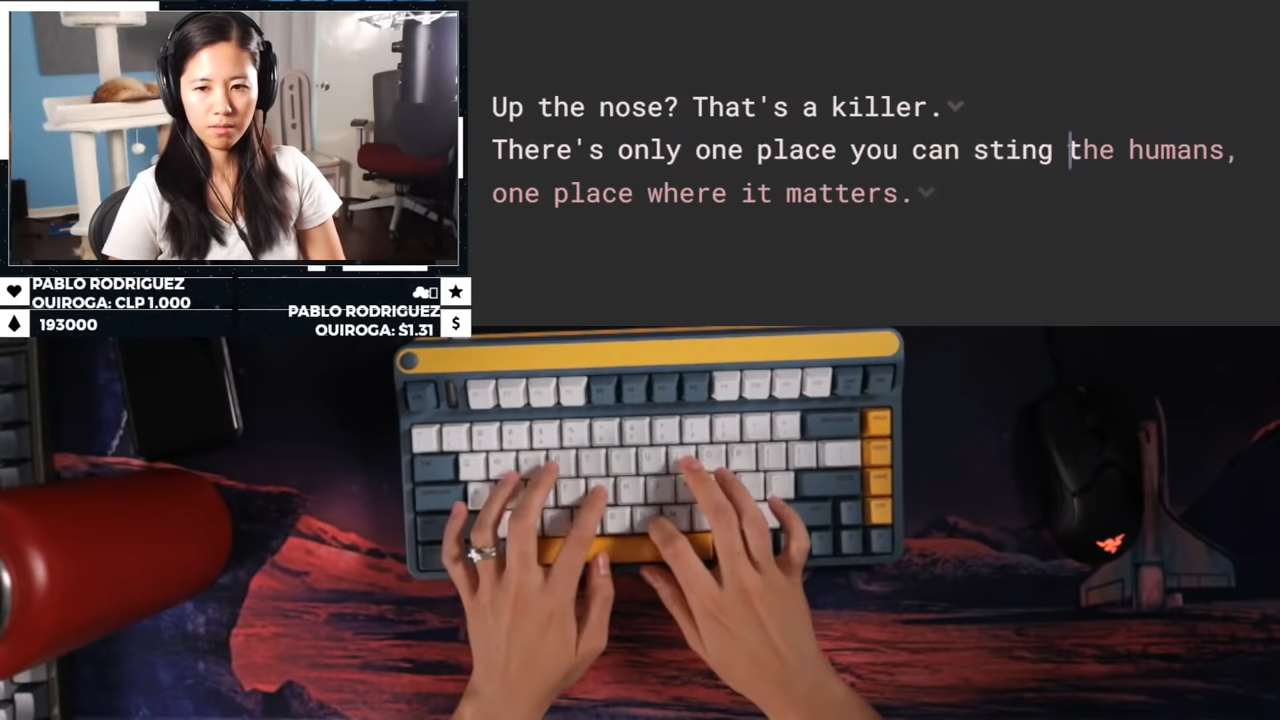 Up the nose? That's a killer.
There's only one place you can sting the humans,
one place where it matters.
PABLO RODRIGUEZ
QUIROGA: CLP 1.000
PABLO RODRIGUEZ
QUIROGA: $1.31
193000
$